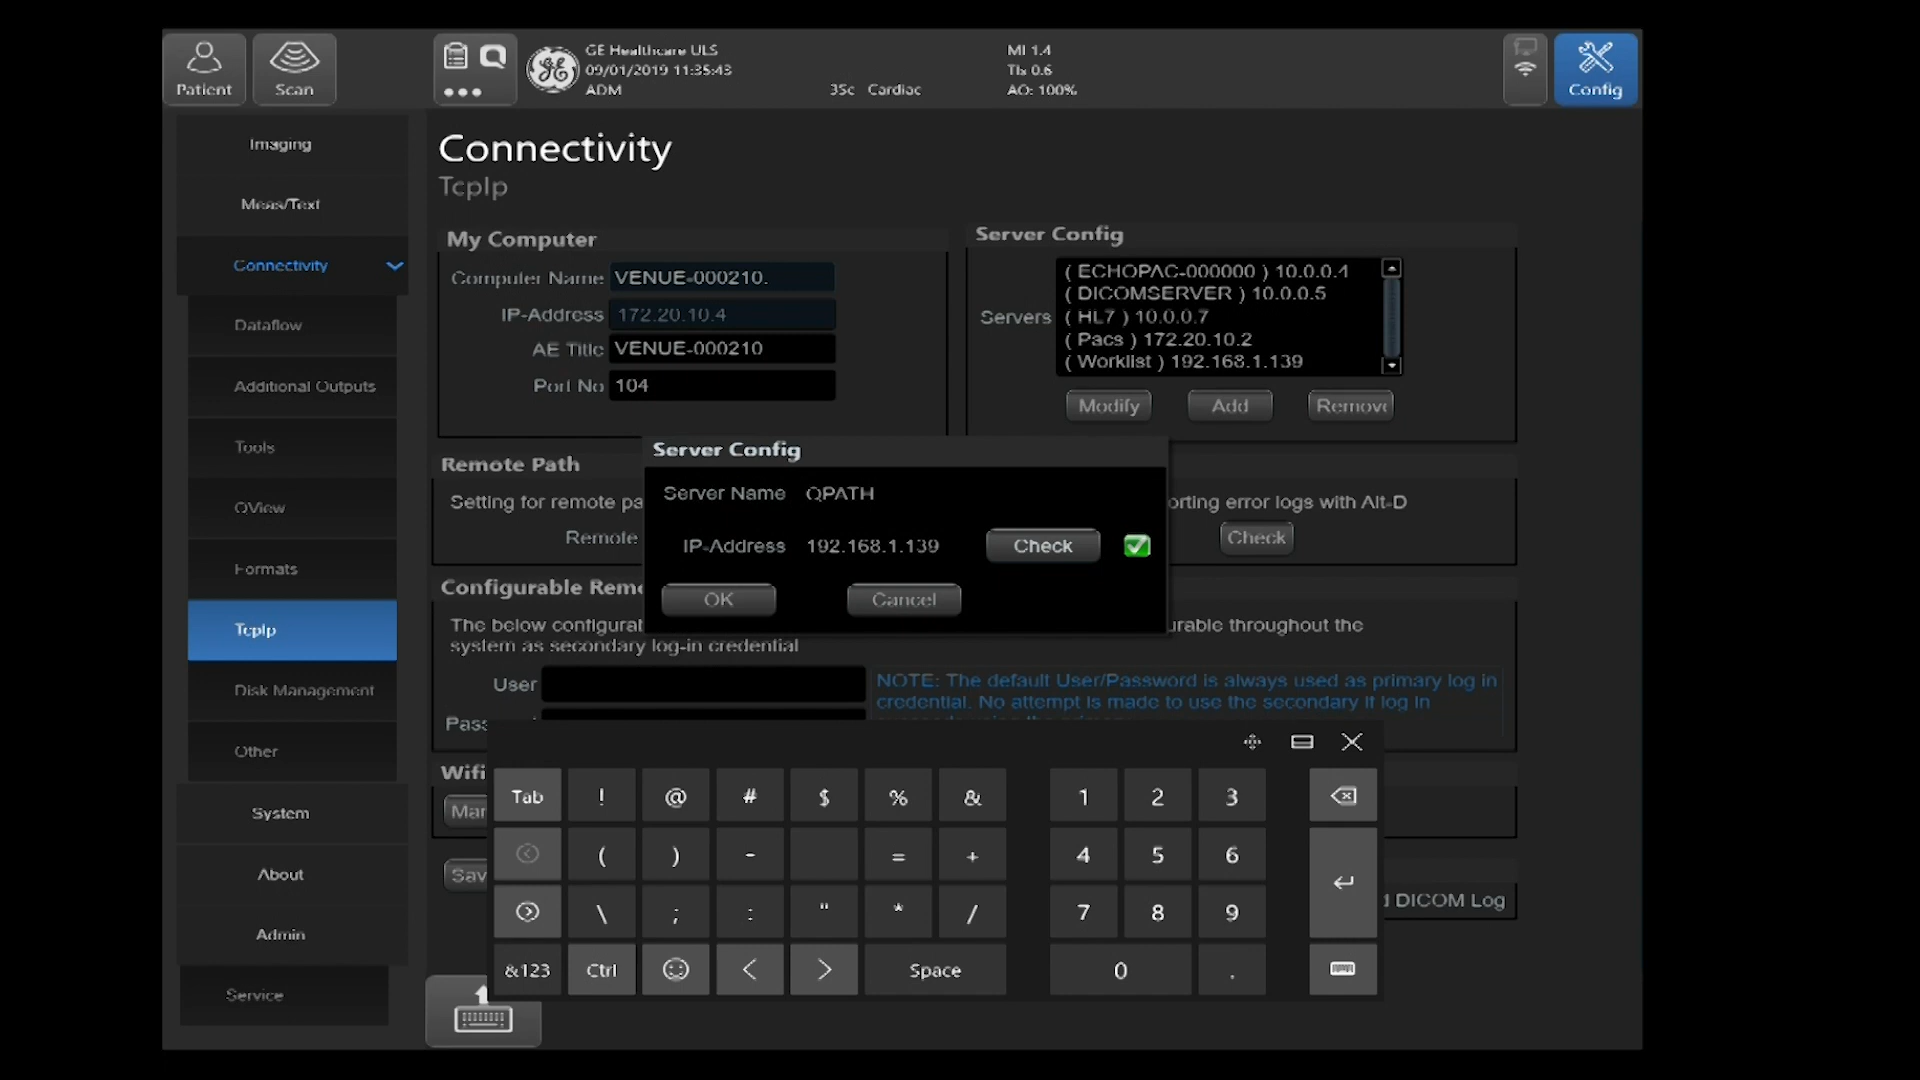 Patient
Scan
GE Healthcare ULS
09/01/2019 11:35:43
ADM
3Sc Cardiac
MI 1.4
TIs 0.6
AO: 100%
Config
Imaging
Meas/Text
Connectivity
Dataflow
Additional Outputs
Tools
QView
Formats
TcpIp
Disk Management
Other
System
About
Admin
Service
Connectivity
TcpIp
My Computer
Computer Name VENUE-000210.
IP-Address 172.20.10.4
AE Title VENUE-000210
Port No 104
Server Config
Servers
( ECHOPAC-000000 ) 10.0.0.4
( DICOMSERVER ) 10.0.0.5
( HL7 ) 10.0.0.7
( Pacs ) 172.20.10.2
( Worklist ) 192.168.1.139
Modify Add Remove
Remote Path
Setting for remote pa
orting error logs with Alt-D
Remote
Check
Server Config
Server Name QPATH
IP-Address 192.168.1.139 Check
OK Cancel
Configurable Remo
The below configural
urable throughout the
system as secondary log-in credential
User
NOTE: The default User/Password is always used as primary log in
credential. No attempt is made to use the secondary if log in
Pass
Wifi
Man
Sav
d DICOM Log
Tab ! @ # $ % & 1 2 3
( ) - = + 4 5 6
\ ; : " * / 7 8 9
&123 Ctrl < > Space 0 .